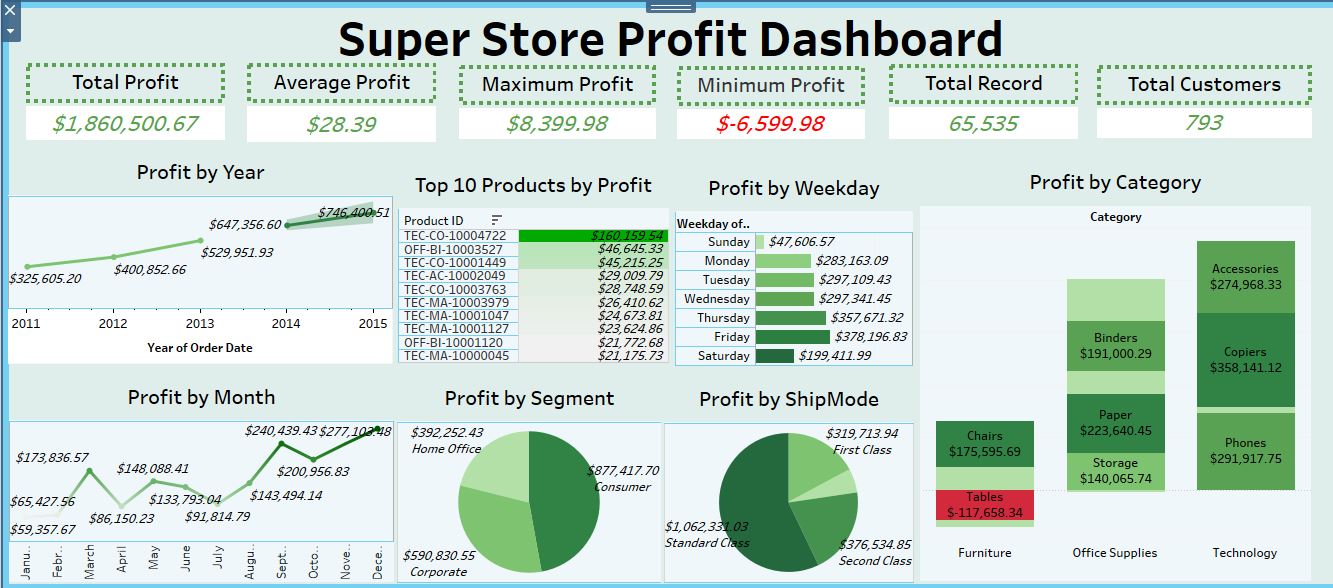 Super Store Profit Dashboard
Total Profit
$1,860,500.67
Average Profit
$28.39
Maximum Profit
$8,399.98
Minimum Profit
$-6,599.98
Total Record
65,535
Total Customers
793
Profit by Year
$325,605.20
$400,852.66
$529,951.93
$647,356.60
$746,400.51
2011 2012 2013 2014 2015
Year of Order Date
Top 10 Products by Profit
Product ID
TEC-CO-10004722 $160,159.54
OFF-BI-10003527 $46,645.33
TEC-CO-10001449 $45,215.25
TEC-AC-10002049 $29,009.79
TEC-CO-10003763 $28,748.59
TEC-MA-10003979 $26,410.62
TEC-MA-10001047 $24,673.81
TEC-MA-10001127 $23,624.86
OFF-BI-10001120 $21,772.68
TEC-MA-10000045 $21,175.73
Profit by Weekday
Weekday of..
Sunday $47,606.57
Monday $283,163.09
Tuesday $297,109.43
Wednesday $297,341.45
Thursday $357,671.32
Friday $378,196.83
Saturday $199,411.99
Profit by Category
Category
Chairs
$175,595.69
Tables
$-117,658.34
Furniture
Binders
$191,000.29
Paper
$223,640.45
Storage
$140,065.74
Office Supplies
Accessories
$274,968.33
Copiers
$358,141.12
Phones
$291,917.75
Technology
Profit by Month
$59,357.67
$65,427.56
$173,836.57
$86,150.23
$148,088.41
$133,793.04
$91,814.79
$143,494.14
$240,439.43
$200,956.83
$277,102.48
Janu..
Febr..
March
April
May
June
July
Augu..
Sept..
Octo..
Nove..
Dece..
Profit by Segment
$392,252.43
Home Office
$877,417.70
Consumer
$590,830.55
Corporate
Profit by ShipMode
$319,713.94
First Class
$1,062,331.03
Standard Class
$376,534.85
Second Class